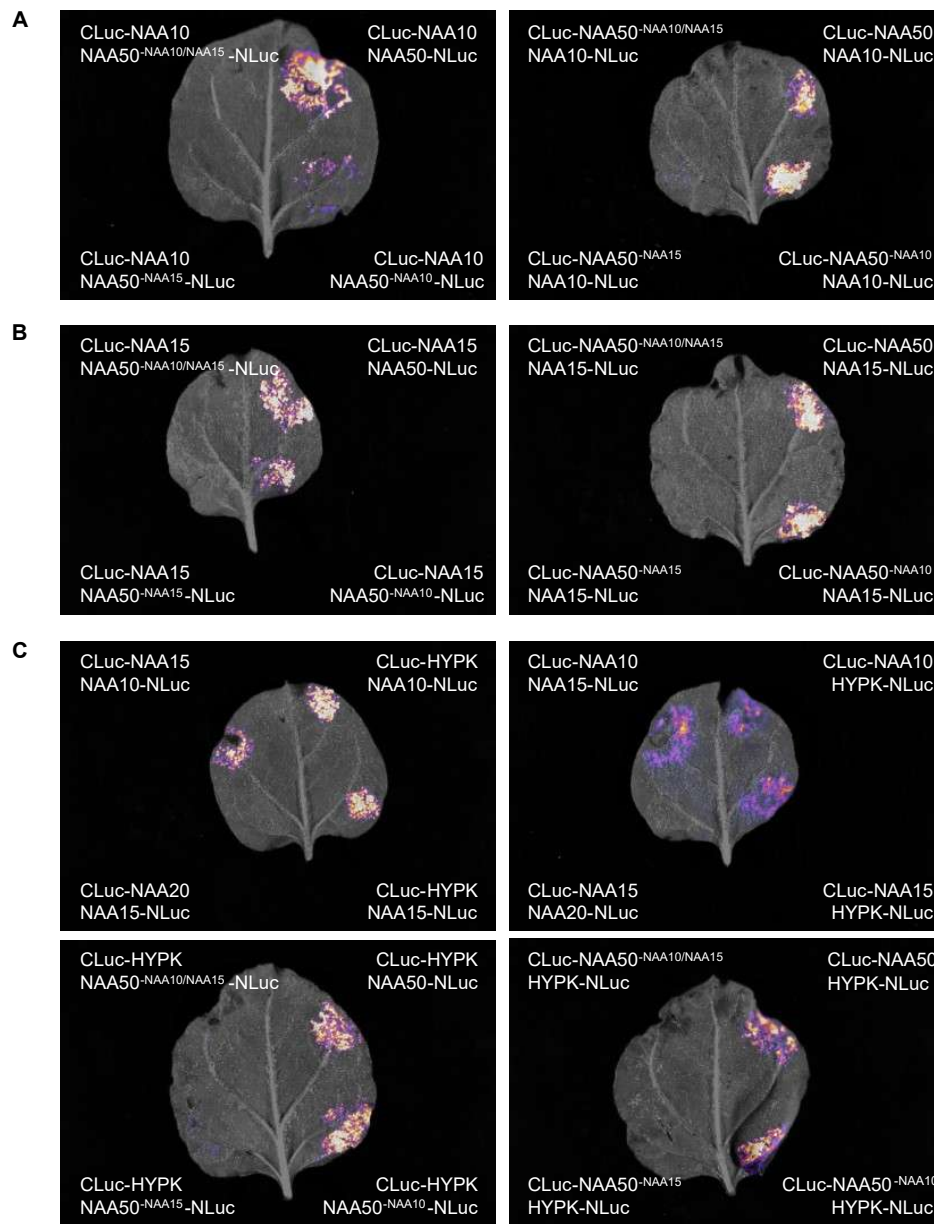 A
CLuc-NAA10
NAA50-NAA10/NAA15-NLuc
CLuc-NAA10
NAA50-NLuc
CLuc-NAA10
NAA50-NAA15-NLuc
CLuc-NAA10
NAA50-NAA10-NLuc
CLuc-NAA50-NAA10/NAA15
NAA10-NLuc
CLuc-NAA50
NAA10-NLuc
CLuc-NAA50-NAA15
NAA10-NLuc
CLuc-NAA50-NAA10
NAA10-NLuc
B
CLuc-NAA15
NAA50-NAA10/NAA15-NLuc
CLuc-NAA15
NAA50-NLuc
CLuc-NAA15
NAA50-NAA15-NLuc
CLuc-NAA15
NAA50-NAA10-NLuc
CLuc-NAA50-NAA10/NAA15
NAA15-NLuc
CLuc-NAA50
NAA15-NLuc
CLuc-NAA50-NAA15
NAA15-NLuc
CLuc-NAA50-NAA10
NAA15-NLuc
C
CLuc-NAA15
NAA10-NLuc
CLuc-HYPK
NAA10-NLuc
CLuc-NAA20
NAA15-NLuc
CLuc-HYPK
NAA15-NLuc
CLuc-NAA10
NAA15-NLuc
CLuc-NAA10
HYPK-NLuc
CLuc-NAA15
NAA20-NLuc
CLuc-NAA15
HYPK-NLuc
CLuc-HYPK
NAA50-NAA10/NAA15-NLuc
CLuc-HYPK
NAA50-NLuc
CLuc-HYPK
NAA50-NAA15-NLuc
CLuc-HYPK
NAA50-NAA10-NLuc
CLuc-NAA50-NAA10/NAA15
HYPK-NLuc
CLuc-NAA50
HYPK-NLuc
CLuc-NAA50-NAA15
HYPK-NLuc
CLuc-NAA50-NAA10
HYPK-NLuc